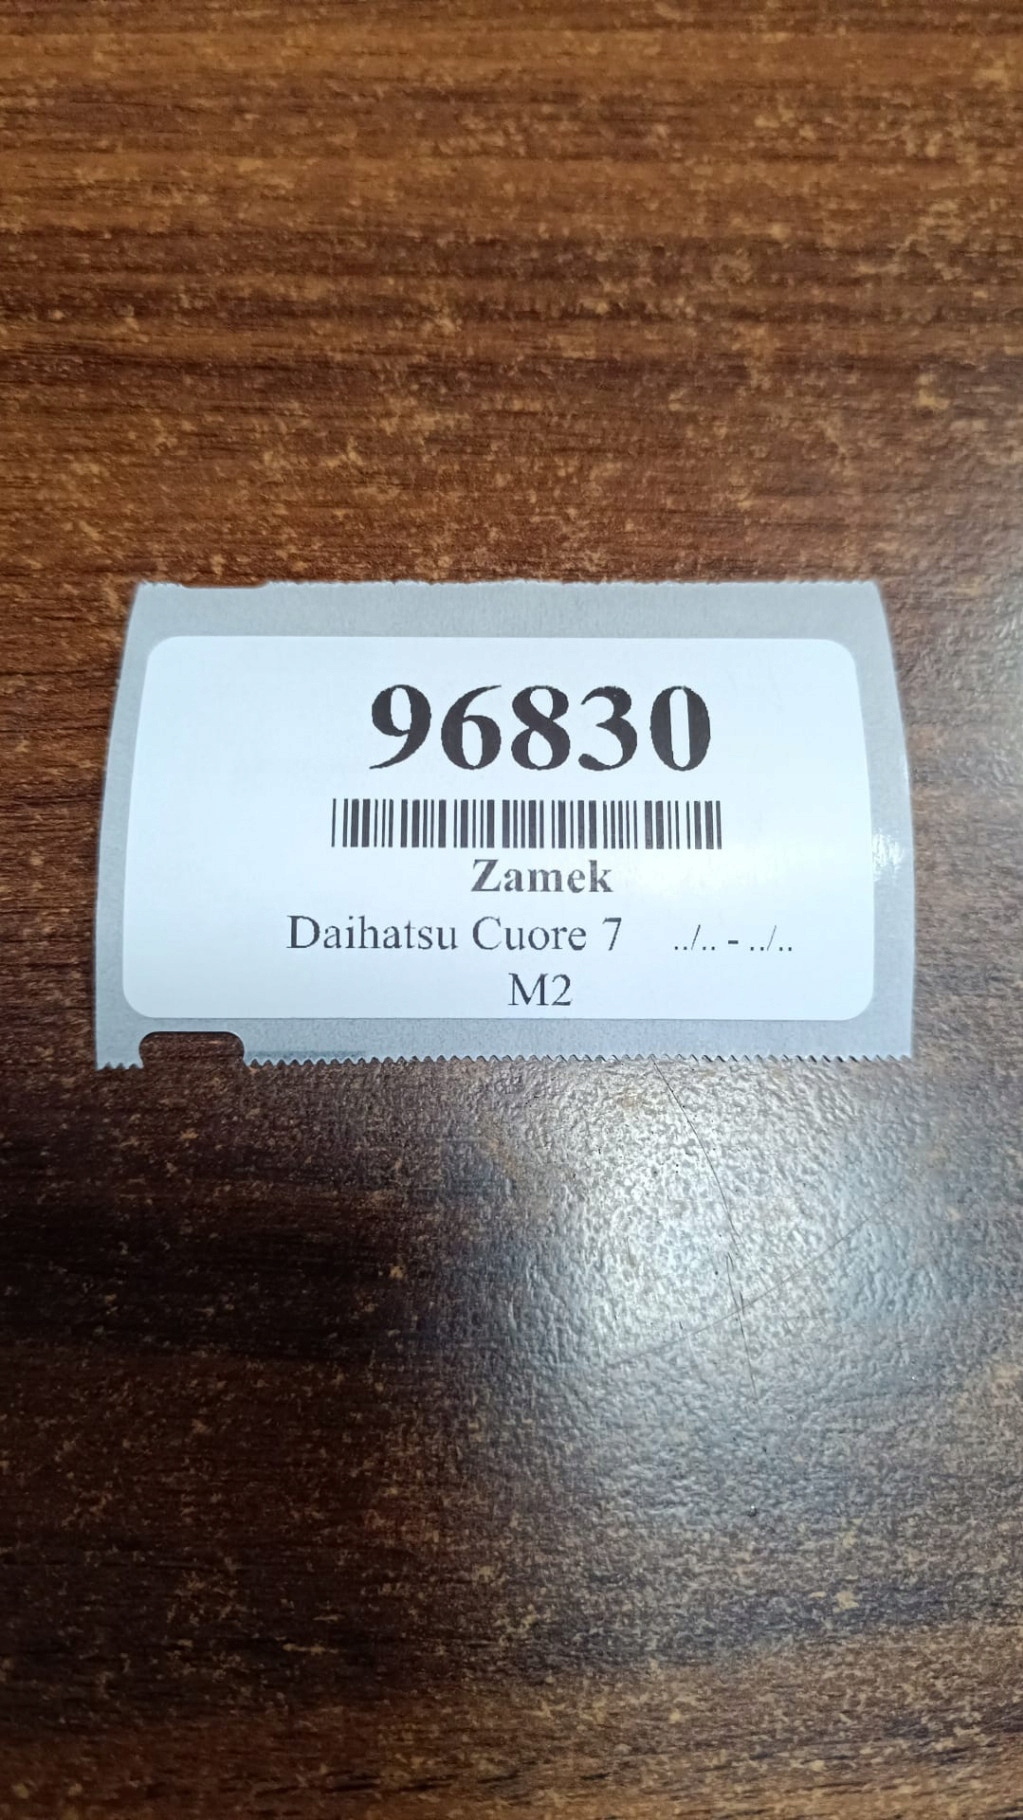 96830
Zamek
Daihatsu Cuore 7 ../.. - ../..
M2